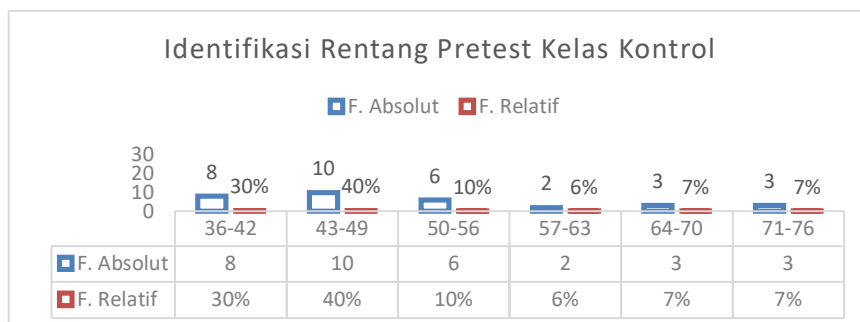 Identifikasi Rentang Pretest Kelas Kontrol
F. Absolut F. Relatif
30
20
10
0
8 30% 10 40% 6 10% 2 6% 3 7% 3 7%
36-42 43-49 50-56 57-63 64-70 71-76
F. Absolut 8 10 6 2 3 3
F. Relatif 30% 40% 10% 6% 7% 7%